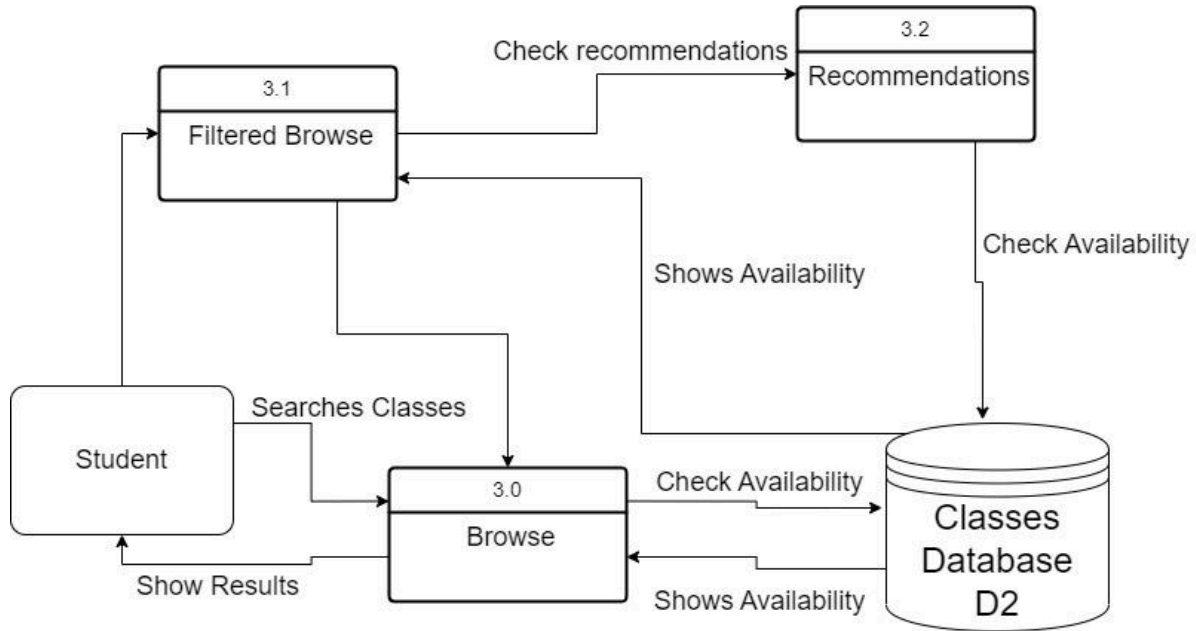 3.2
Check recommendations
Recommendations
3.1
Filtered Browse
Check Availability
Shows Availability
Searches Classes
Student
3.0
Check Availability
Browse
Classes
Database
D2
Show Results
Shows Availability